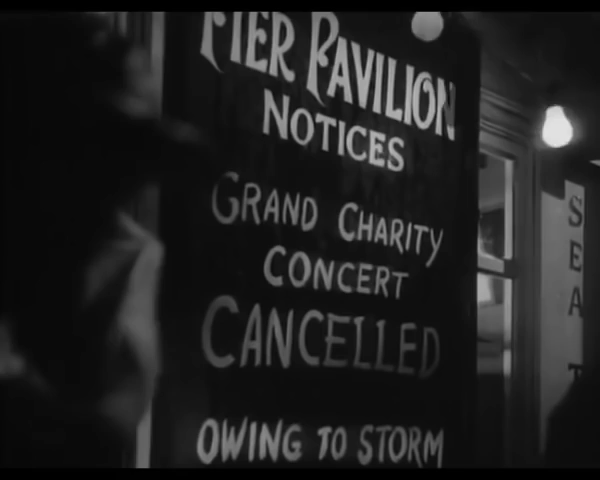 PIER PAVILION
NOTICES
GRAND CHARITY
CONCERT
CANCELLED
OWING TO STORM
SEA